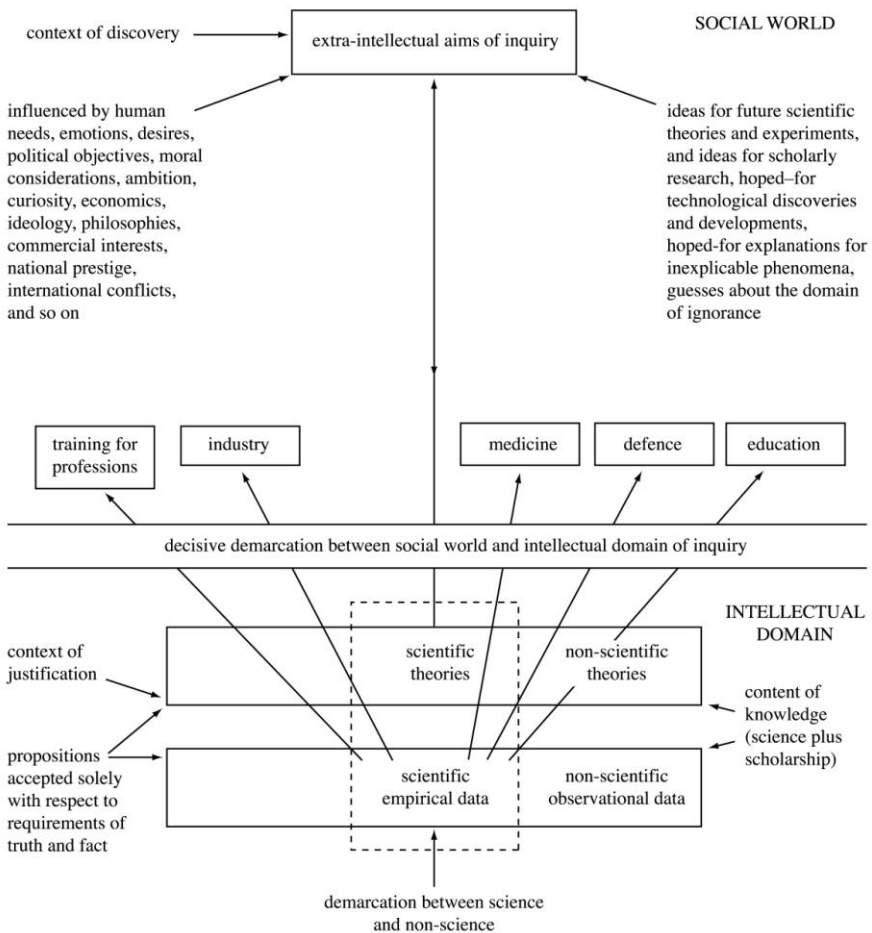 context of discovery
extra-intellectual aims of inquiry
SOCIAL WORLD
influenced by human
needs, emotions, desires,
political objectives, moral
considerations, ambition,
curiosity, economics,
ideology, philosophies,
commercial interests,
national prestige,
international conflicts,
and so on
ideas for future scientific
theories and experiments,
and ideas for scholarly
research, hoped–for
technological discoveries
and developments,
hoped-for explanations for
inexplicable phenomena,
guesses about the domain
of ignorance
training for
professions
industry
medicine
defence
education
decisive demarcation between social world and intellectual domain of inquiry
INTELLECTUAL
DOMAIN
context of
justification
scientific
theories
non-scientific
theories
content of
knowledge
(science plus
scholarship)
propositions
accepted solely
with respect to
requirements of
truth and fact
scientific
empirical data
non-scientific
observational data
demarcation between science
and non-science